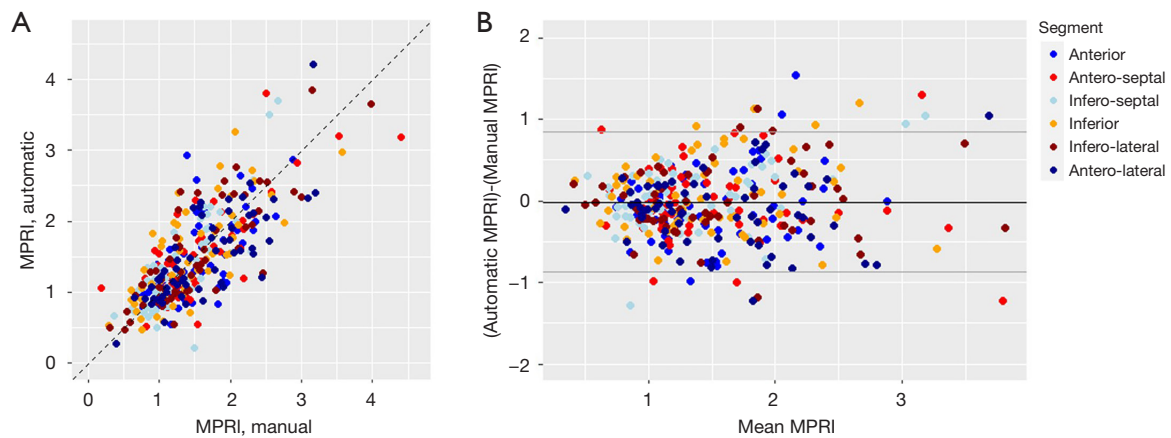 A
MPRI, automatic
4
3
2
1
0
0 1 2 3 4
MPRI, manual
B
(Automatic MPRI)-(Manual MPRI)
2
1
0
−1
−2
1 2 3
Mean MPRI
Segment
Anterior
Antero-septal
Infero-septal
Inferior
Infero-lateral
Antero-lateral